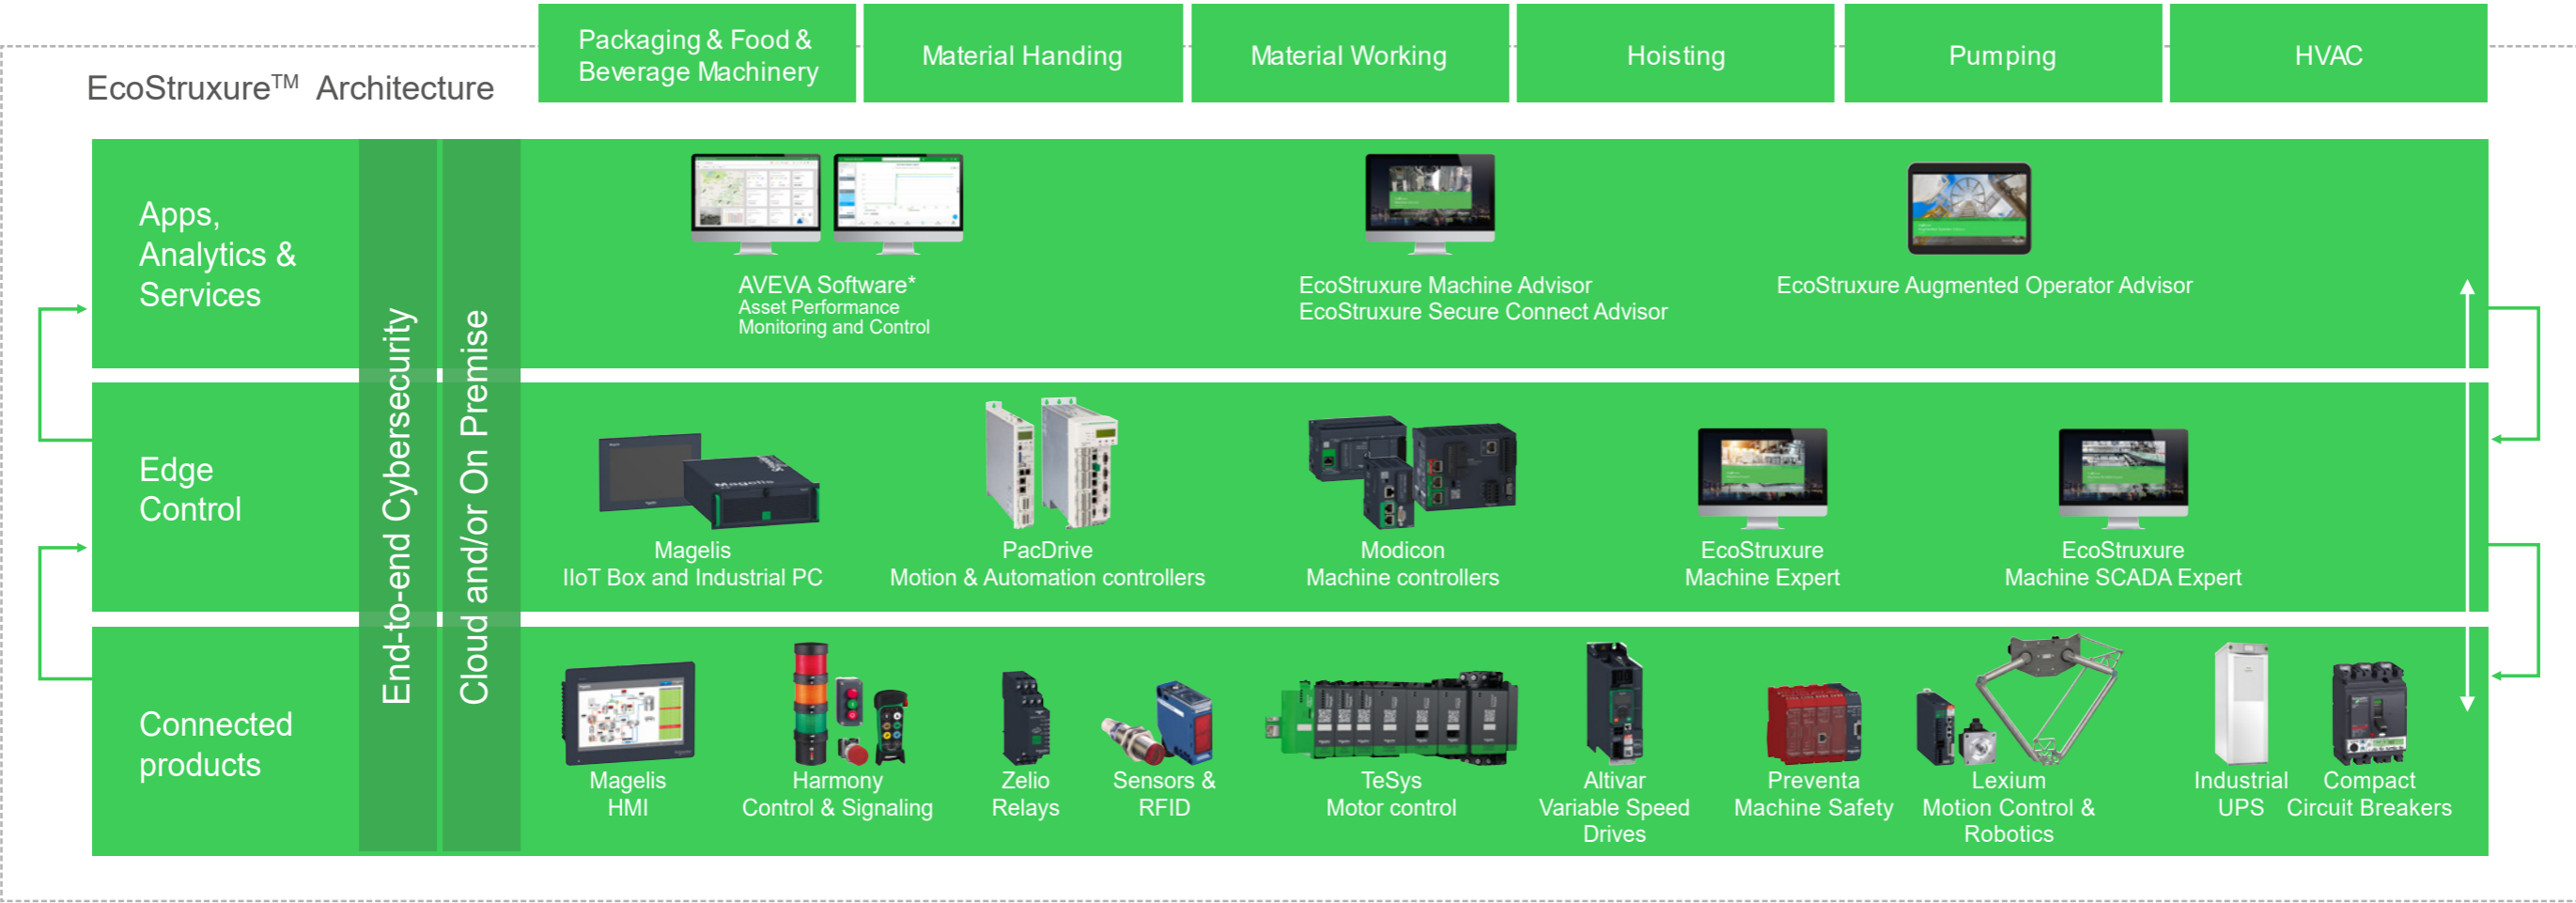 Packaging & Food &
Beverage Machinery
Material Handing
Material Working
Hoisting
Pumping
HVAC
EcoStruxure™ Architecture
Apps,
Analytics &
Services
End-to-end Cybersecurity
Cloud and/or On Premise
AVEVA Software*
Asset Performance
Monitoring and Control
EcoStruxure Machine Advisor
EcoStruxure Secure Connect Advisor
EcoStruxure Augmented Operator Advisor
Edge
Control
Magelis
Magelis
IIoT Box and Industrial PC
PacDrive
Motion & Automation controllers
Modicon
Machine controllers
EcoStruxure
Machine Expert
EcoStruxure
Machine SCADA Expert
Connected
products
Magelis
HMI
Harmony
Control & Signaling
Zelio
Relays
Sensors &
RFID
TeSys
Motor control
Altivar
Variable Speed
Drives
Preventa
Machine Safety
Lexium
Motion Control &
Robotics
Industrial
UPS
Compact
Circuit Breakers